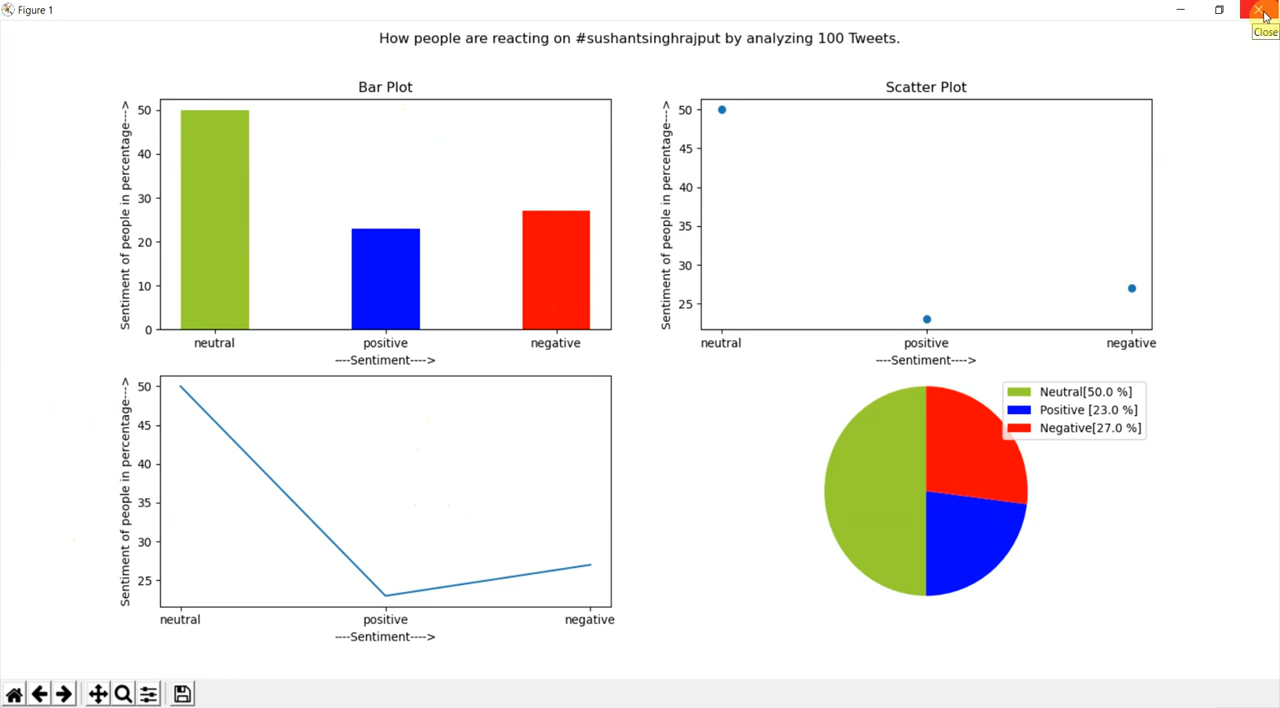 Figure 1
Close
How people are reacting on #sushantsinghrajput by analyzing 100 Tweets.
Bar Plot
Sentiment of people in percentage--->
50
40
30
20
10
0
neutral positive negative
----Sentiment---->
Scatter Plot
Sentiment of people in percentage--->
50
45
40
35
30
25
neutral positive negative
----Sentiment---->
Sentiment of people in percentage--->
50
45
40
35
30
25
neutral positive negative
----Sentiment---->
Neutral[50.0 %]
Positive [23.0 %]
Negative[27.0 %]